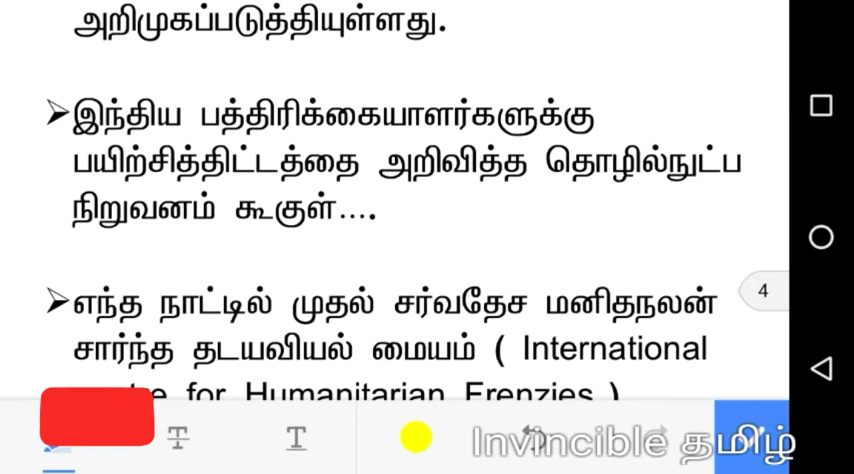 அறிமுகப்படுத்தியுள்ளது.
➢இந்திய பத்திரிக்கையாளர்களுக்கு
பயிற்சித்திட்டத்தை அறிவித்த தொழில்நுட்ப
நிறுவனம் கூகுள்….
➢எந்த நாட்டில் முதல் சர்வதேச மனிதநலன்
4
சார்ந்த தடயவியல் மையம் ( International
for Humanitarian Frenzies )
T T
Invincible தமிழ்